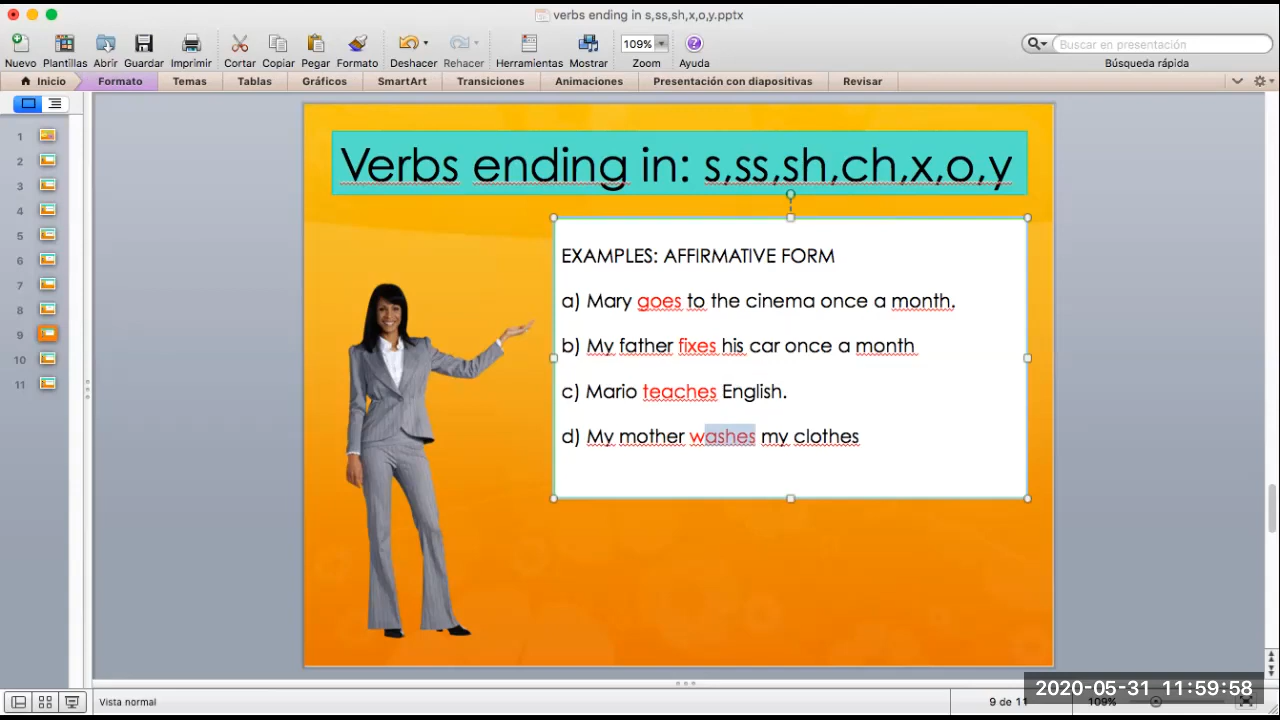 verbs ending in s,ss,sh,x,o,y.pptx
109%
Buscar en presentación
Nuevo Plantillas Abrir Guardar Imprimir Cortar Copiar Pegar Formato Deshacer Rehacer Herramientas Mostrar Zoom Ayuda Búsqueda rápida
Inicio Formato Temas Tablas Gráficos SmartArt Transiciones Animaciones Presentación con diapositivas Revisar
1
2
3
4
5
6
7
8
9
10
11
Verbs ending in: s,ss,sh,ch,x,o,y
EXAMPLES: AFFIRMATIVE FORM
a) Mary goes to the cinema once a month.
b) My father fixes his car once a month
c) Mario teaches English.
d) My mother washes my clothes
2020-05-31 11:59:58
Vista normal 9 de 11 109%